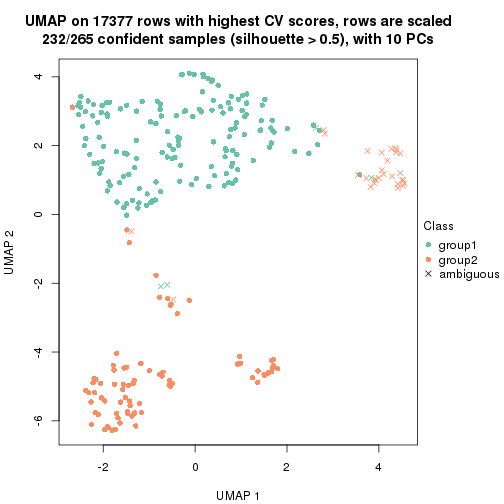 UMAP on 17377 rows with highest CV scores, rows are scaled
232/265 confident samples (silhouette > 0.5), with 10 PCs
4
2
0
-2
-4
-6
UMAP 2
-2
0
2
4
UMAP 1
Class
group1
group2
ambiguous